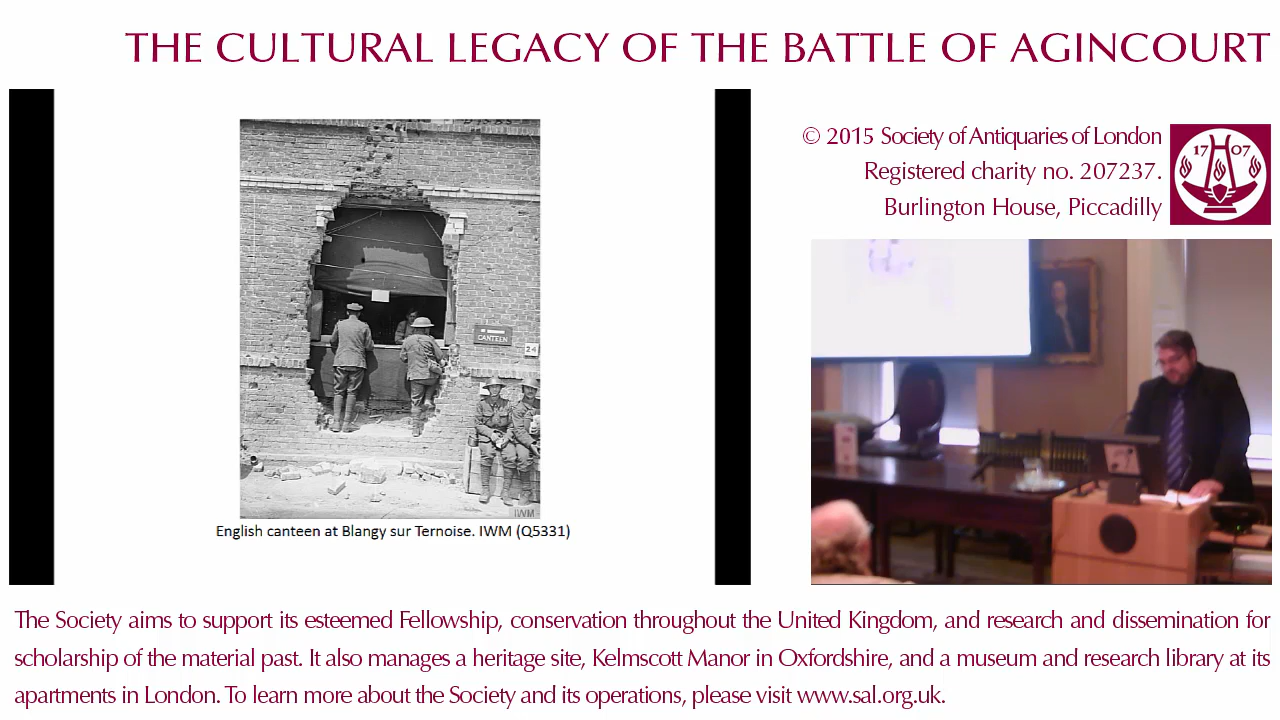 THE CULTURAL LEGACY OF THE BATTLE OF AGINCOURT
© 2015 Society of Antiquaries of London
Registered charity no. 207237.
Burlington House, Piccadilly
17 07
CANTEEN
24
IWM
English canteen at Blangy sur Ternoise. IWM (Q5331)
The Society aims to support its esteemed Fellowship, conservation throughout the United Kingdom, and research and dissemination for
scholarship of the material past. It also manages a heritage site, Kelmscott Manor in Oxfordshire, and a museum and research library at its
apartments in London. To learn more about the Society and its operations, please visit www.sal.org.uk.